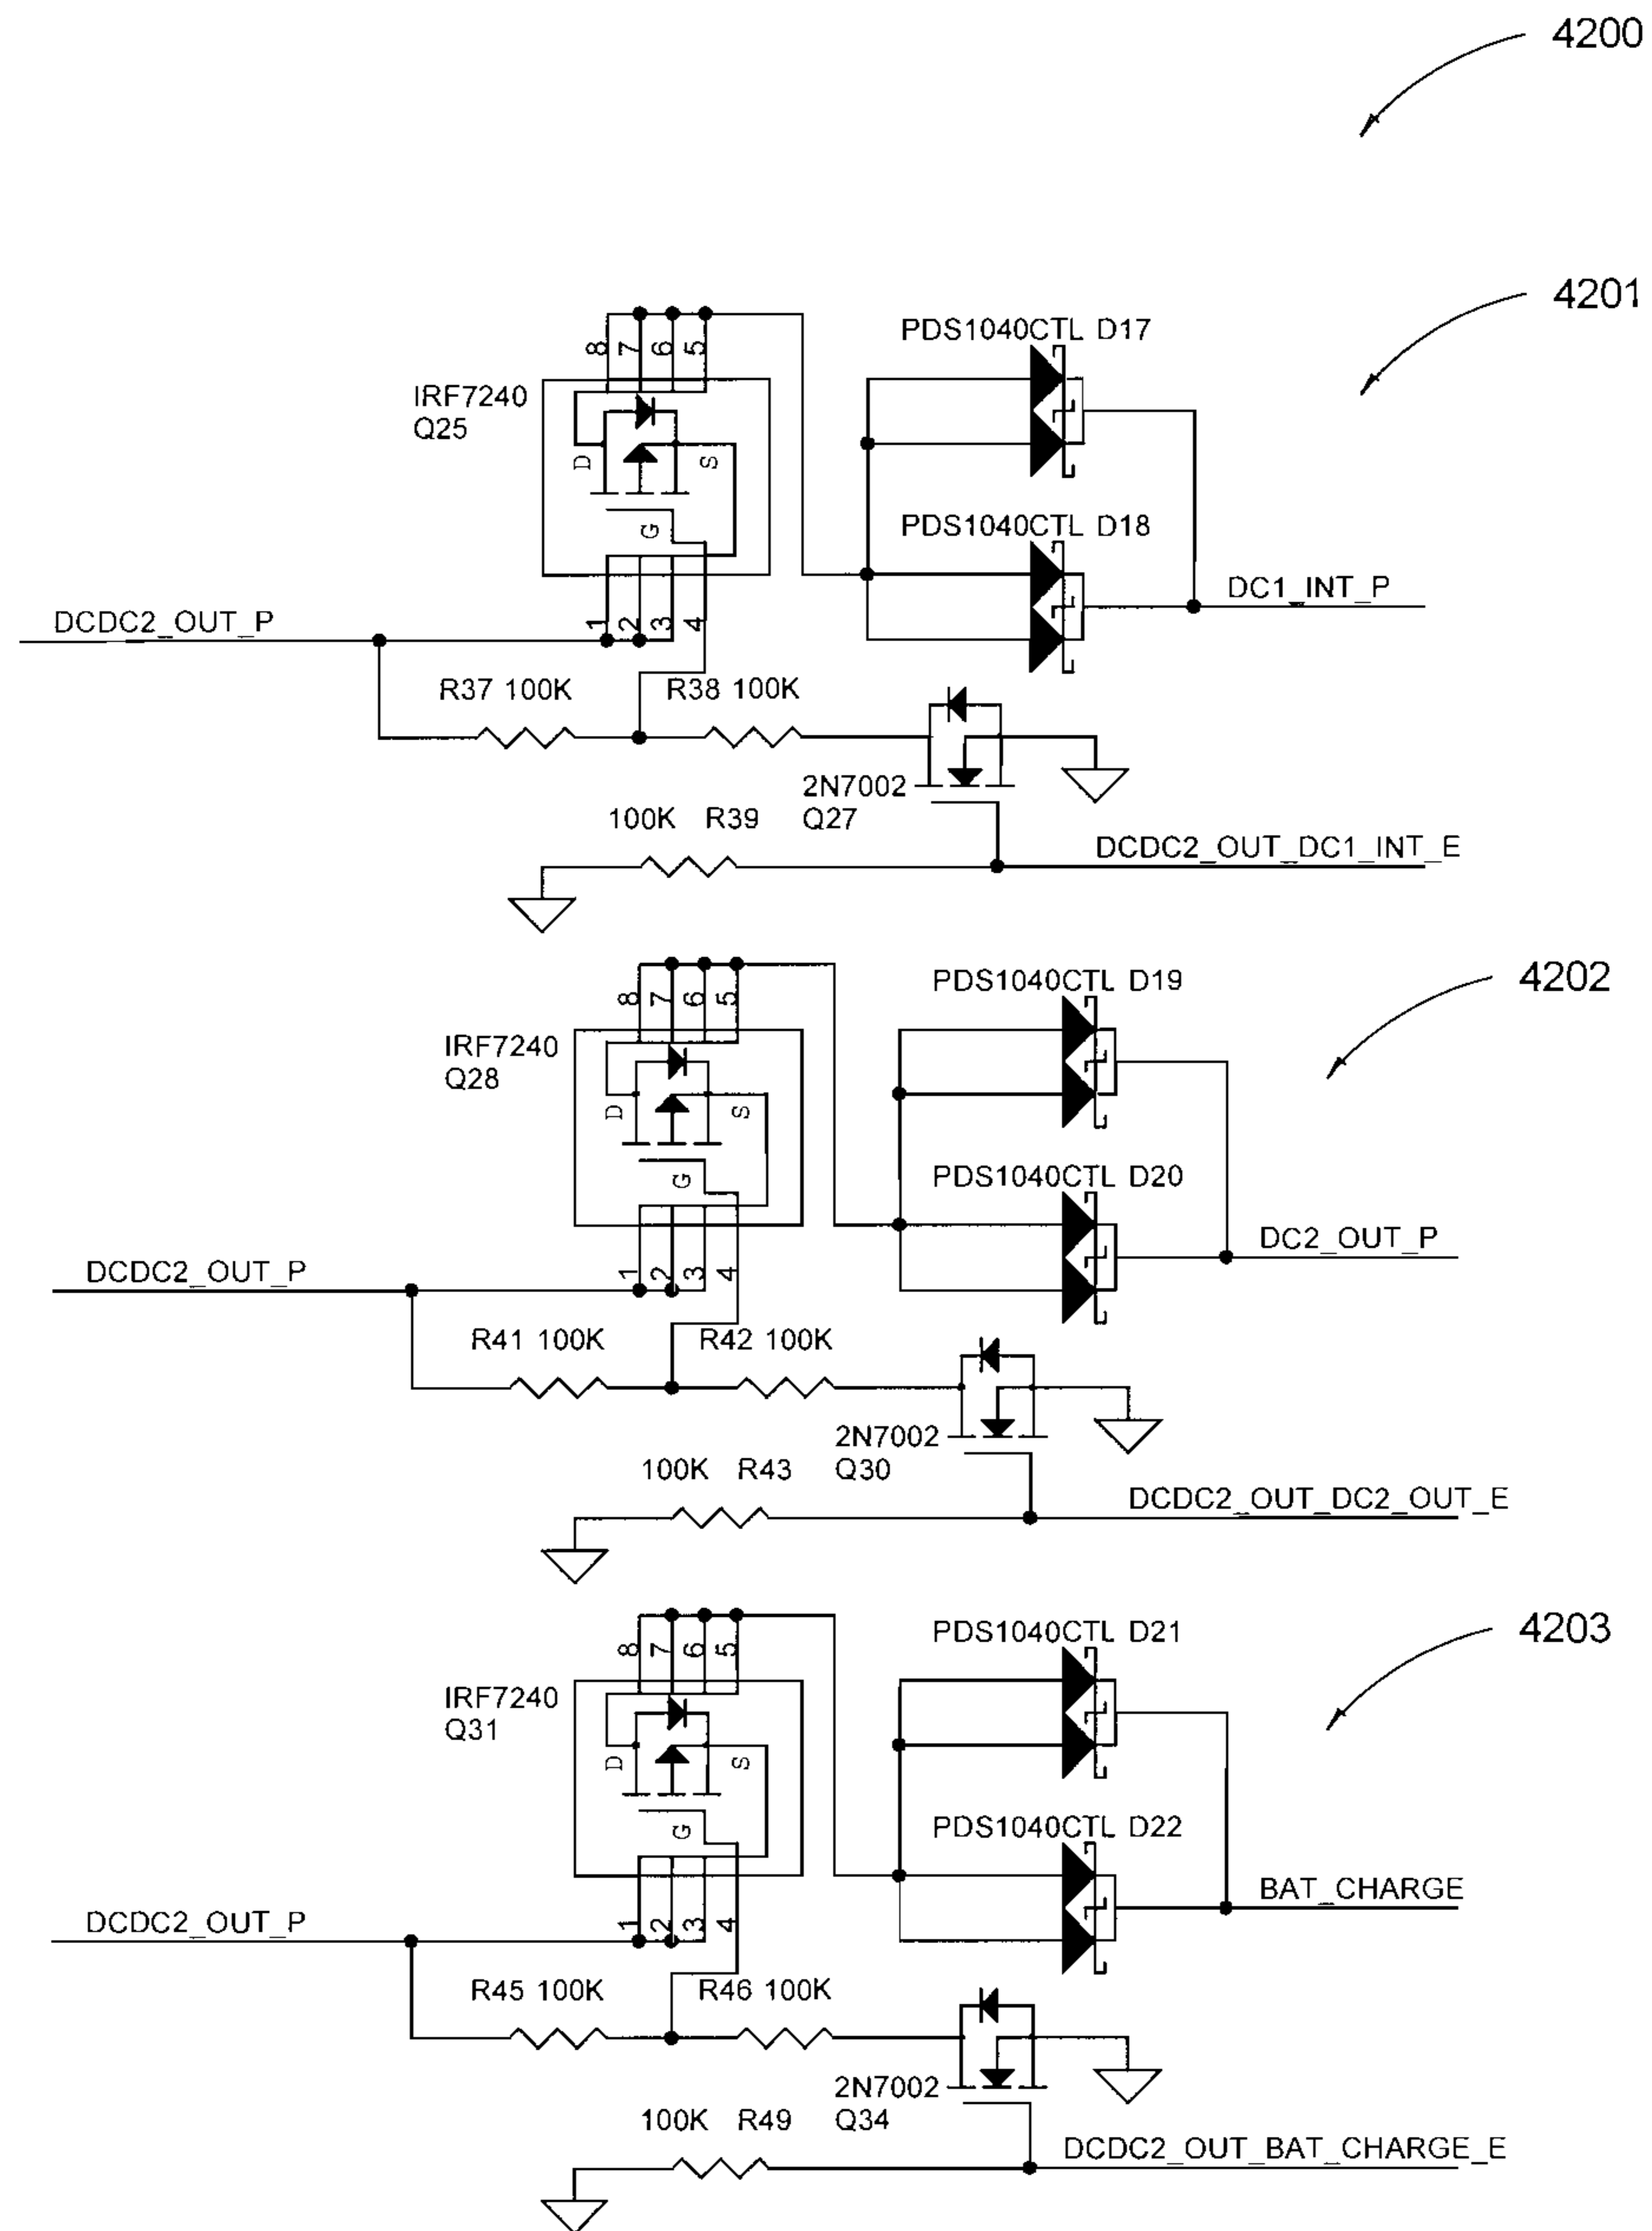 4200
4201
PDS1040CTL D17
8 7 6 5
IRF7240
Q25
D S
G
PDS1040CTL D18
DC1_INT_P
DCDC2_OUT_P
1 2 3 4
R37 100K R38 100K
2N7002
Q27
100K R39
DCDC2_OUT_DC1_INT_E
4202
PDS1040CTL D19
8 7 6 5
IRF7240
Q28
D S
G
PDS1040CTL D20
DC2_OUT_P
DCDC2_OUT_P
1 2 3 4
R41 100K R42 100K
2N7002
Q30
100K R43
DCDC2_OUT_DC2_OUT_E
4203
PDS1040CTL D21
8 7 6 5
IRF7240
Q31
D S
G
PDS1040CTL D22
BAT_CHARGE
DCDC2_OUT_P
1 2 3 4
R45 100K R46 100K
2N7002
Q34
100K R49
DCDC2_OUT_BAT_CHARGE_E